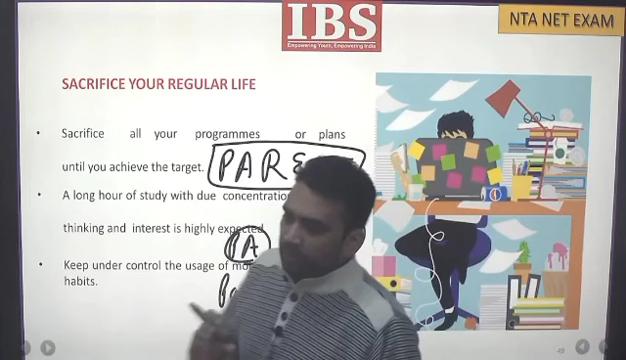 IBS
Empowering Youth, Empowering India
NTA NET EXAM
SACRIFICE YOUR REGULAR LIFE
• Sacrifice all your programmes or plans
until you achieve the target.
• A long hour of study with due concentration
thinking and interest is highly expected
• Keep under control the usage of
habits.
49